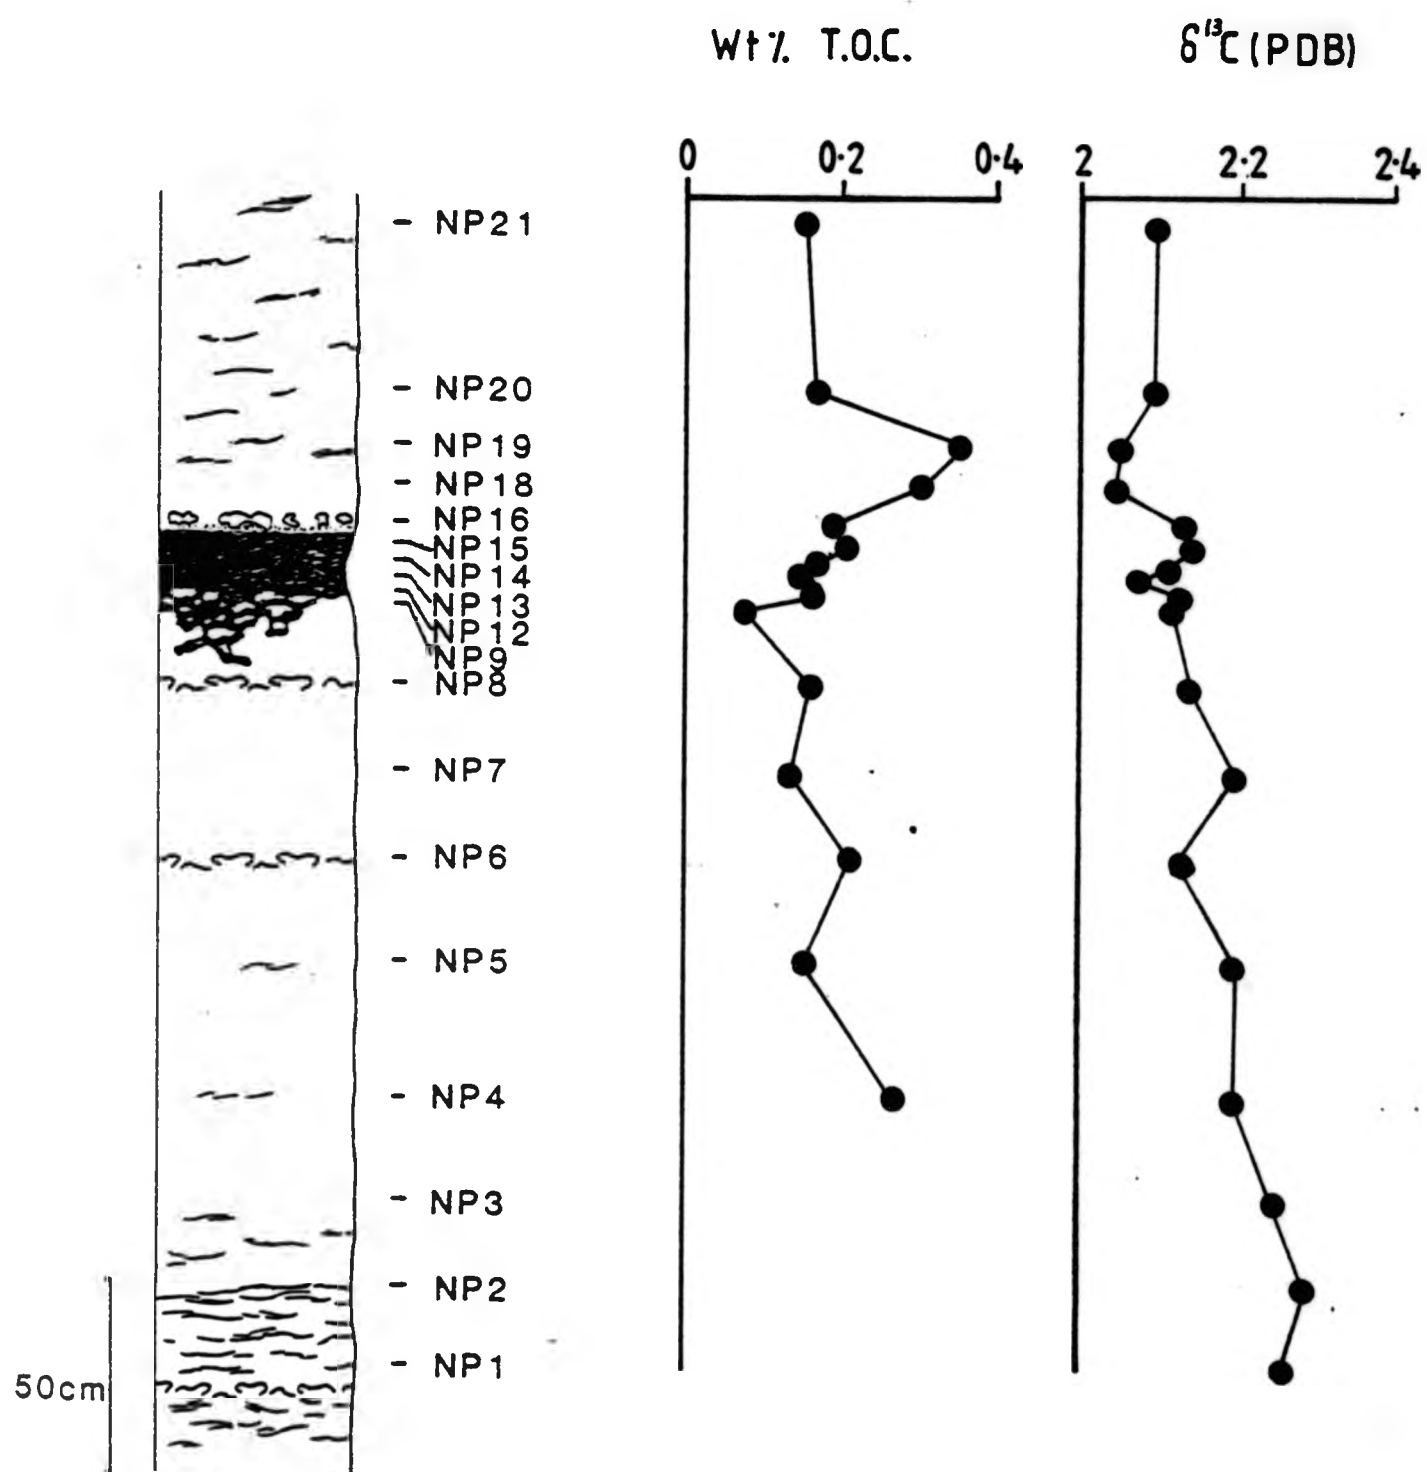 Wt% T.O.C.
δ¹³C (PDB)
0 0·2 0·4
2 2·2 2·4
NP21
NP20
NP19
NP18
NP16
NP15
NP14
NP13
NP12
NP9
NP8
NP7
NP6
NP5
NP4
NP3
NP2
NP1
50cm